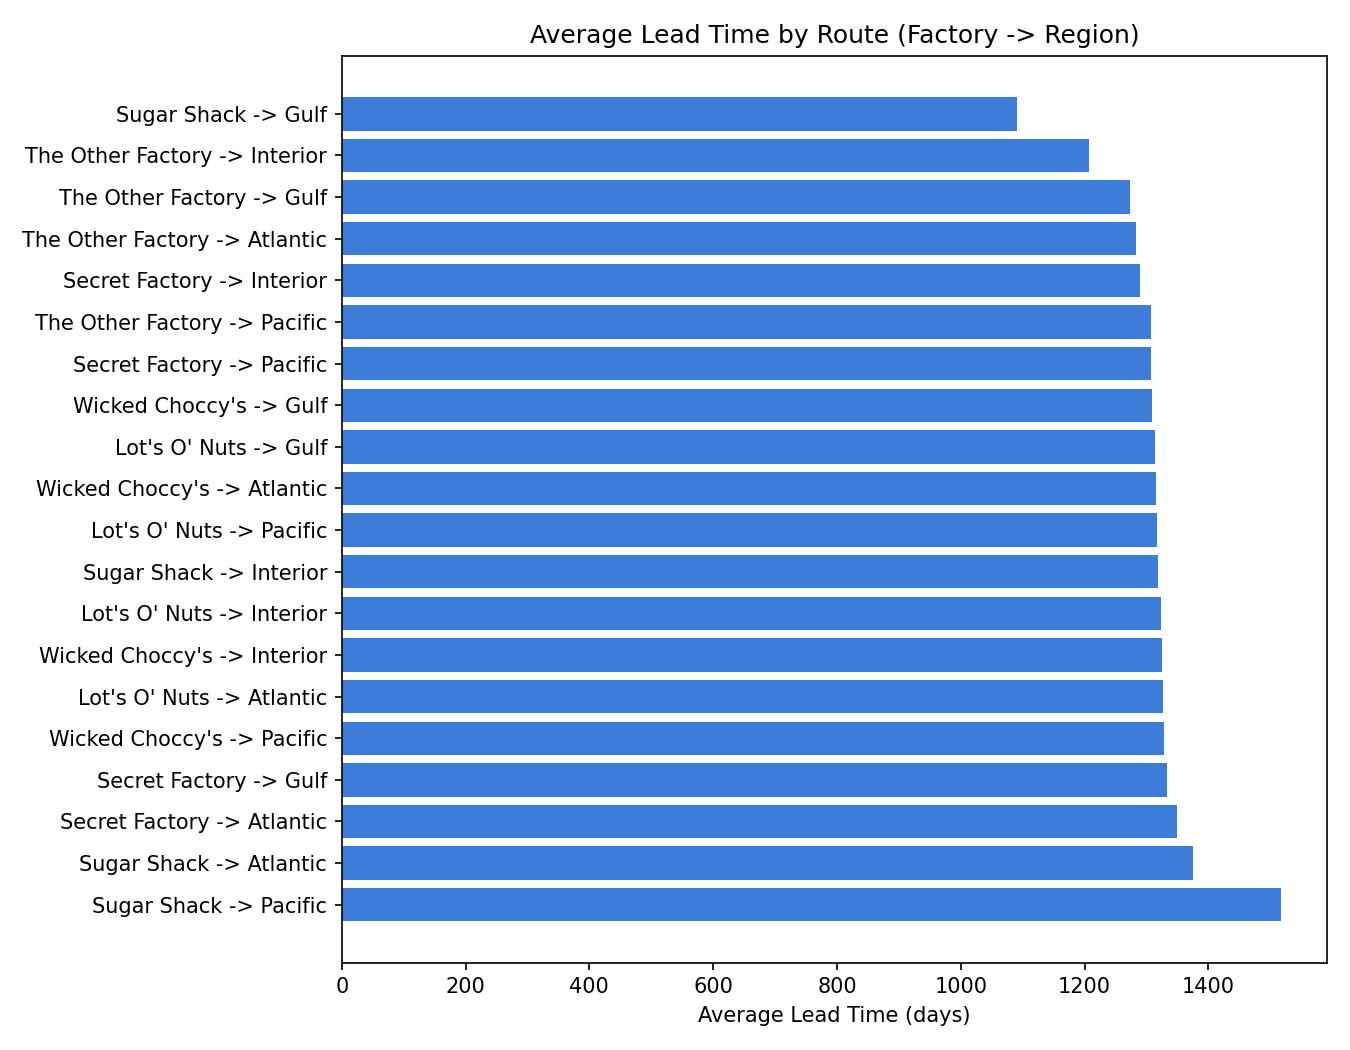 Average Lead Time by Route (Factory -> Region)
Sugar Shack -> Gulf
The Other Factory -> Interior
The Other Factory -> Gulf
The Other Factory -> Atlantic
Secret Factory -> Interior
The Other Factory -> Pacific
Secret Factory -> Pacific
Wicked Choccy's -> Gulf
Lot's O' Nuts -> Gulf
Wicked Choccy's -> Atlantic
Lot's O' Nuts -> Pacific
Sugar Shack -> Interior
Lot's O' Nuts -> Interior
Wicked Choccy's -> Interior
Lot's O' Nuts -> Atlantic
Wicked Choccy's -> Pacific
Secret Factory -> Gulf
Secret Factory -> Atlantic
Sugar Shack -> Atlantic
Sugar Shack -> Pacific
0 200 400 600 800 1000 1200 1400
Average Lead Time (days)